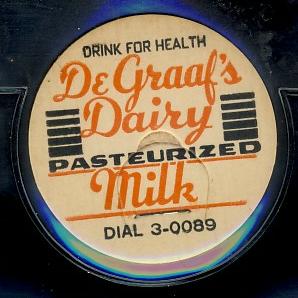 DRINK FOR HEALTH
De Graaf's
Dairy
PASTEURIZED
Milk
DIAL 3-0089